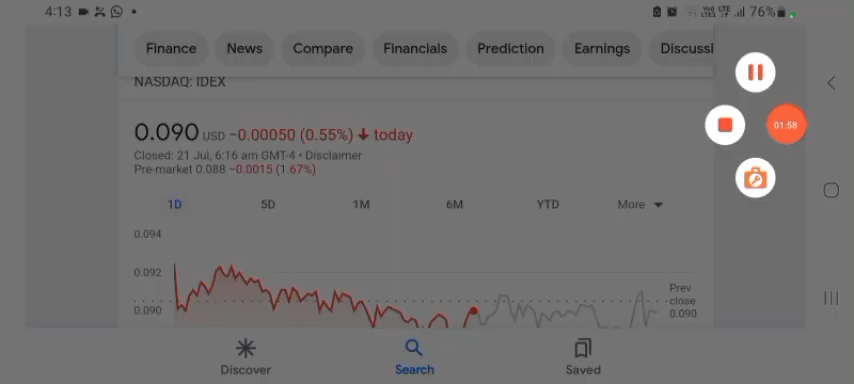 4:13
Vo0 LTE LTE2 76%
Finance News Compare Financials Prediction Earnings Discussi
NASDAQ: IDEX
0.090 USD −0.00050 (0.55%) today
Closed: 21 Jul, 6:16 am GMT-4 • Disclaimer
Pre-market 0.088 −0.0015 (1.67%)
1D 5D 1M 6M YTD More
0.094
0.092
0.090
Prev
close
0.090
01:58
Discover Search Saved